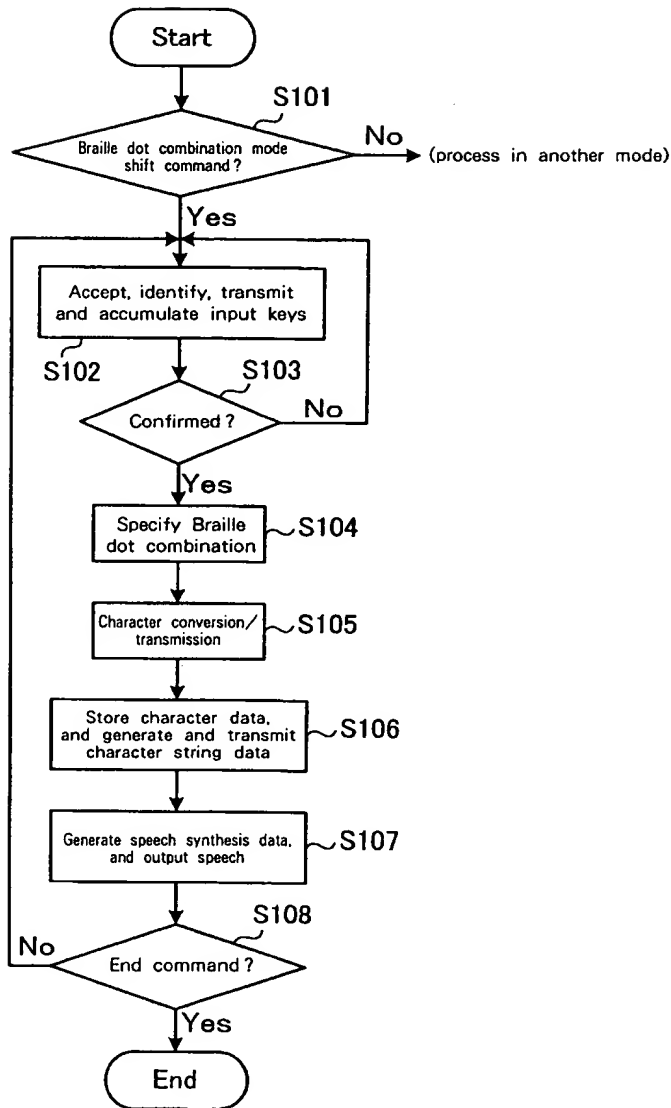 Start
S101
Braille dot combination mode
shift command?
No
(process in another mode)
Yes
Accept, identify, transmit
and accumulate input keys
S102
S103
Confirmed?
No
Yes
Specify Braille
dot combination
S104
Character conversion/
transmission
S105
Store character data,
and generate and transmit
character string data
S106
Generate speech synthesis data,
and output speech
S107
S108
No
End command?
Yes
End